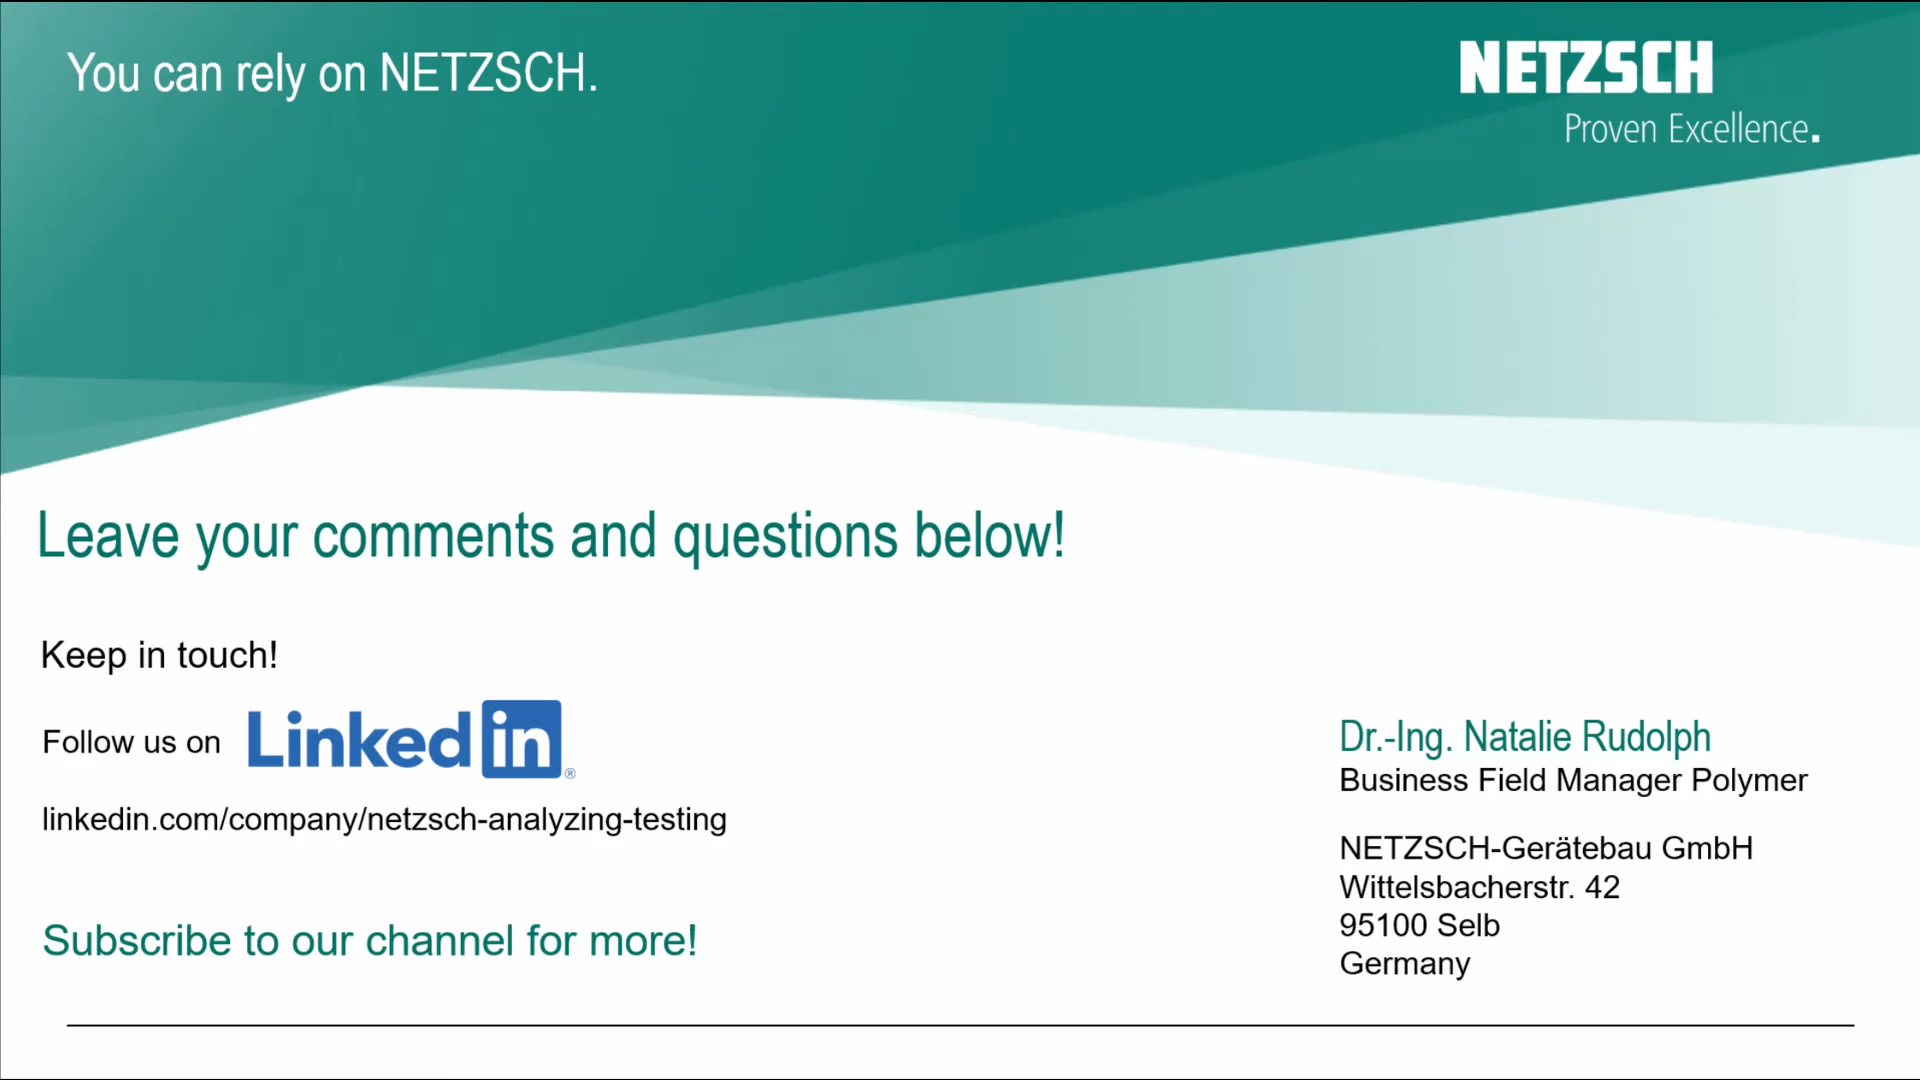 You can rely on NETZSCH.
NETZSCH
Proven Excellence.
Leave your comments and questions below!
Keep in touch!
Follow us on Linkedin®
linkedin.com/company/netzsch-analyzing-testing
Subscribe to our channel for more!
Dr.-Ing. Natalie Rudolph
Business Field Manager Polymer
NETZSCH-Gerätebau GmbH
Wittelsbacherstr. 42
95100 Selb
Germany